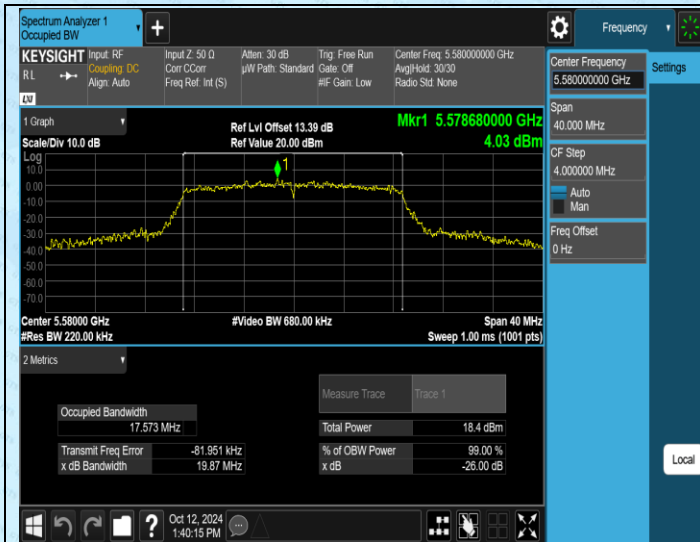 Spectrum Analyzer 1
Occupied BW
Frequency
KEYSIGHT
R L
LXI
Input: RF
Coupling: DC
Align: Auto
Input Z: 50 Ω
Corr CCorr
Freq Ref: Int (S)
Atten: 30 dB
µW Path: Standard
Trig: Free Run
Gate: Off
#IF Gain: Low
Center Freq: 5.580000000 GHz
Avg|Hold: 30/30
Radio Std: None
Center Frequency
5.580000000 GHz
Settings
Span
40.000 MHz
CF Step
4.000000 MHz
Auto
Man
Freq Offset
0 Hz
Local
1 Graph
Scale/Div 10.0 dB
Ref Lvl Offset 13.39 dB
Ref Value 20.00 dBm
Mkr1 5.578680000 GHz
4.03 dBm
Log
10.0
0.00
-10.0
-20.0
-30.0
-40.0
-50.0
-60.0
-70.0
1
Center 5.58000 GHz
#Res BW 220.00 kHz
#Video BW 680.00 kHz
Span 40 MHz
Sweep 1.00 ms (1001 pts)
2 Metrics
Measure Trace
Trace 1
Occupied Bandwidth
17.573 MHz
Total Power
18.4 dBm
Transmit Freq Error
-81.951 kHz
% of OBW Power
99.00 %
x dB Bandwidth
19.87 MHz
x dB
-26.00 dB
?
Oct 12, 2024
1:40:15 PM